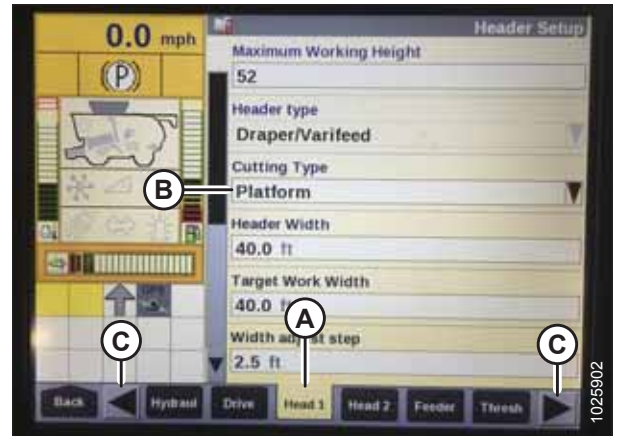 0.0 mph
(P)
Header Setup
Maximum Working Height
52
Header type
Draper/Varifeed
Cutting Type
B
Platform
Header Width
40.0 ft
Target Work Width
40.0
A
Width adjust step
C
C
2.5 ft
Back
Hydraul
Drive
Head 1
Head 2
Feeder
Thresh
1025902